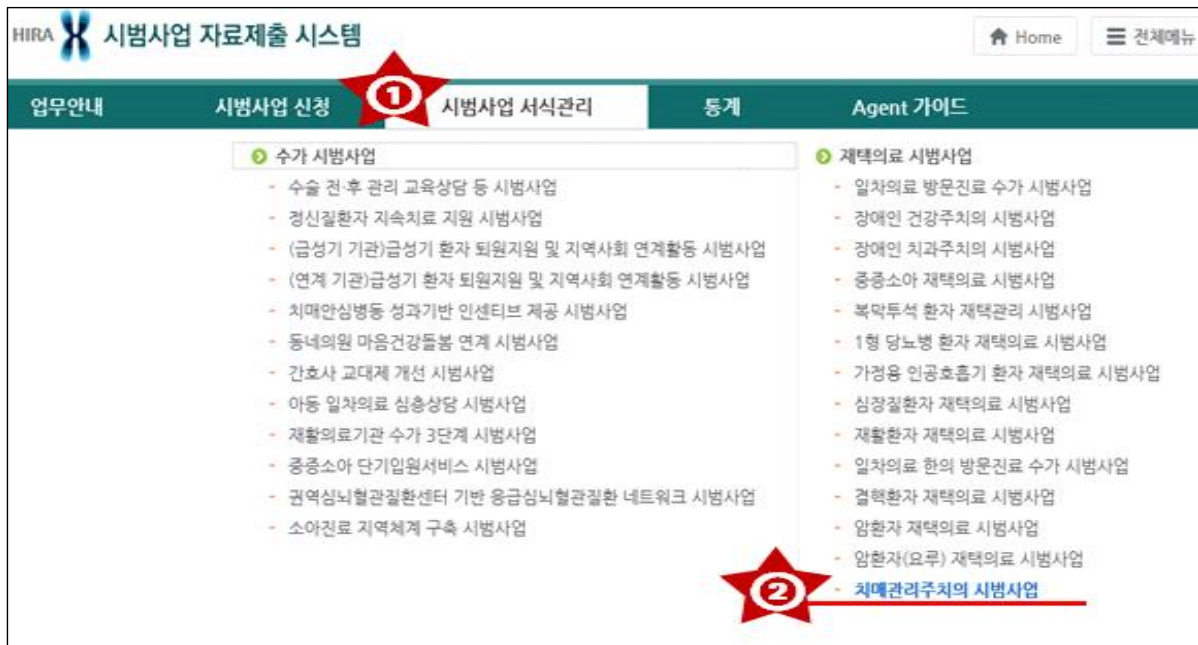 HIRA 시범사업 자료제출 시스템
Home 전체메뉴
업무안내 시범사업 신청 ① 시범사업 서식관리 통계 Agent 가이드
수가 시범사업
- 수술 전·후 관리 교육상담 등 시범사업
- 정신질환자 지속치료 지원 시범사업
- (급성기 기관)급성기 환자 퇴원지원 및 지역사회 연계활동 시범사업
- (연계 기관)급성기 환자 퇴원지원 및 지역사회 연계활동 시범사업
- 치매안심병동 성과기반 인센티브 제공 시범사업
- 동네의원 마음건강돌봄 연계 시범사업
- 간호사 교대제 개선 시범사업
- 아동 일차의료 심층상담 시범사업
- 재활의료기관 수가 3단계 시범사업
- 중증소아 단기입원서비스 시범사업
- 권역심뇌혈관질환센터 기반 응급심뇌혈관질환 네트워크 시범사업
- 소아진료 지역체계 구축 시범사업
재택의료 시범사업
- 일차의료 방문진료 수가 시범사업
- 장애인 건강주치의 시범사업
- 장애인 치과주치의 시범사업
- 중증소아 재택의료 시범사업
- 복막투석 환자 재택관리 시범사업
- 1형 당뇨병 환자 재택의료 시범사업
- 가정용 인공호흡기 환자 재택의료 시범사업
- 심장질환자 재택의료 시범사업
- 재활환자 재택의료 시범사업
- 일차의료 한의 방문진료 수가 시범사업
- 결핵환자 재택의료 시범사업
- 암환자 재택의료 시범사업
- 암환자(요루) 재택의료 시범사업
② - 치매관리주치의 시범사업